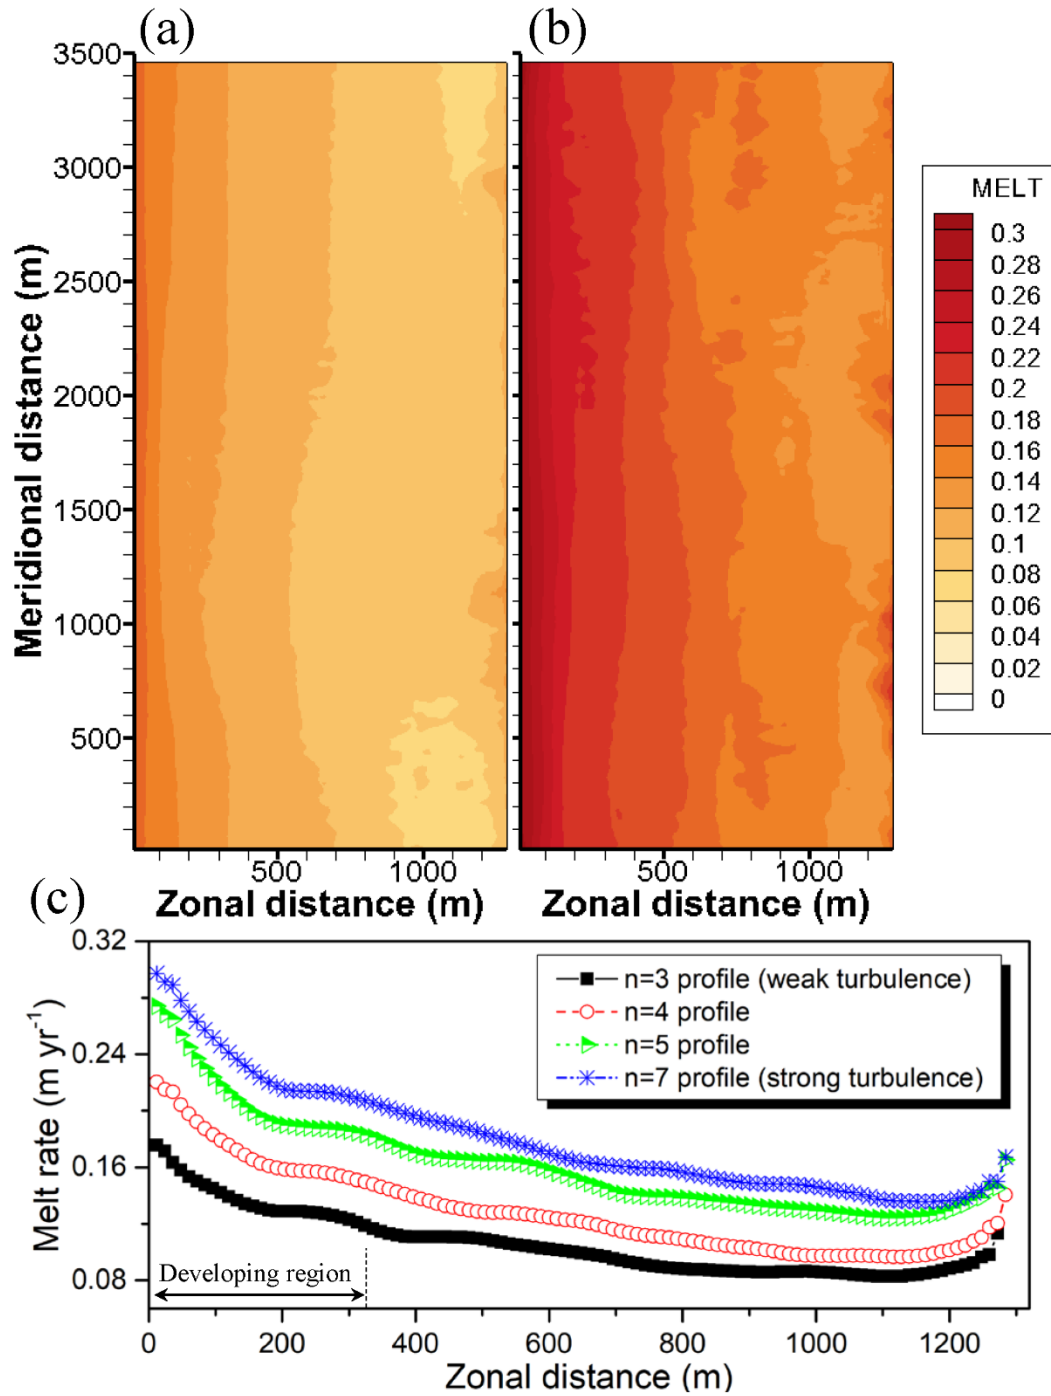 (a)
(b)
3500
3000
2500
2000
1500
1000
500
Meridional distance (m)
500 1000
500 1000
Zonal distance (m)
Zonal distance (m)
MELT
0.3
0.28
0.26
0.24
0.22
0.2
0.18
0.16
0.14
0.12
0.1
0.08
0.06
0.04
0.02
0
(c)
0.32
0.24
0.16
0.08
Melt rate (m yr-1)
n=3 profile (weak turbulence)
n=4 profile
n=5 profile
n=7 profile (strong turbulence)
Developing region
0 200 400 600 800 1000 1200
Zonal distance (m)